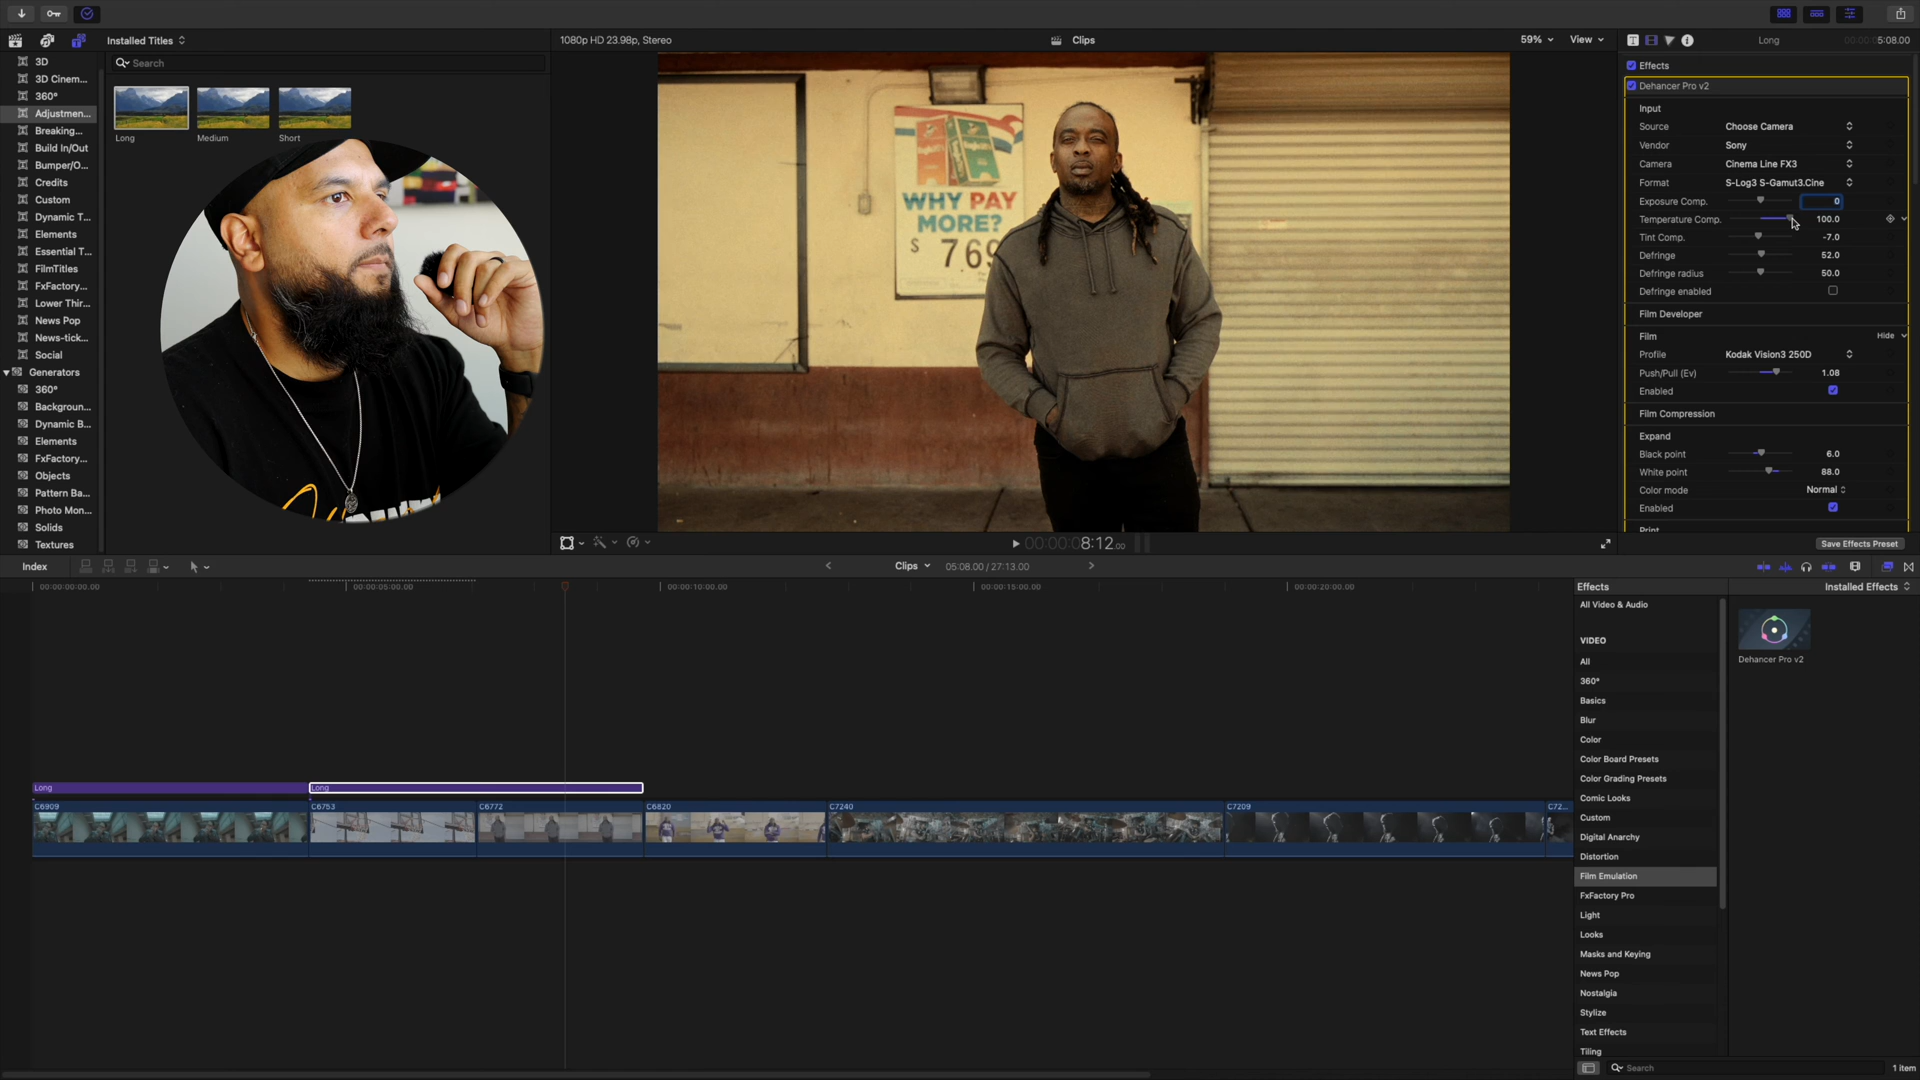 Installed Titles
1080p HD 23.98p, Stereo
Clips
59%
View
Long
5:08.00
3D
3D Cinem...
360°
Adjustmen...
Breaking...
Build In/Out
Bumper/O...
Credits
Custom
Dynamic T...
Elements
Essential T...
FilmTitles
FxFactory...
Lower Thir...
News Pop
News-tick...
Social
Generators
360°
Backgroun...
Dynamic B...
Elements
FxFactory...
Objects
Pattern Ba...
Photo Mon...
Solids
Textures
Search
Long
Medium
Short
WHY PAY
MORE?
$ 769
Effects
Dehancer Pro v2
Input
Source Choose Camera
Vendor Sony
Camera Cinema Line FX3
Format S-Log3 S-Gamut3.Cine
Exposure Comp. 0
Temperature Comp. 100.0
Tint Comp. -7.0
Defringe 52.0
Defringe radius 50.0
Defringe enabled
Film Developer
Film Hide
Profile Kodak Vision3 250D
Push/Pull (Ev) 1.08
Enabled
Film Compression
Expand
Black point 6.0
White point 88.0
Color mode Normal
Enabled
Print
Save Effects Preset
00:00:00:08:12.00
Index
Clips
05:08.00 / 27:13.00
00:00:00:00.00
00:00:05:00.00
00:00:10:00.00
00:00:15:00.00
00:00:20:00.00
Long
Long
C6909
C6753
C6772
C6820
C7240
C7209
C72...
Effects
Installed Effects
All Video & Audio
VIDEO
All
360°
Basics
Blur
Color
Color Board Presets
Color Grading Presets
Comic Looks
Custom
Digital Anarchy
Distortion
Film Emulation
FxFactory Pro
Light
Looks
Masks and Keying
News Pop
Nostalgia
Stylize
Text Effects
Tiling
Dehancer Pro v2
Search
1 item